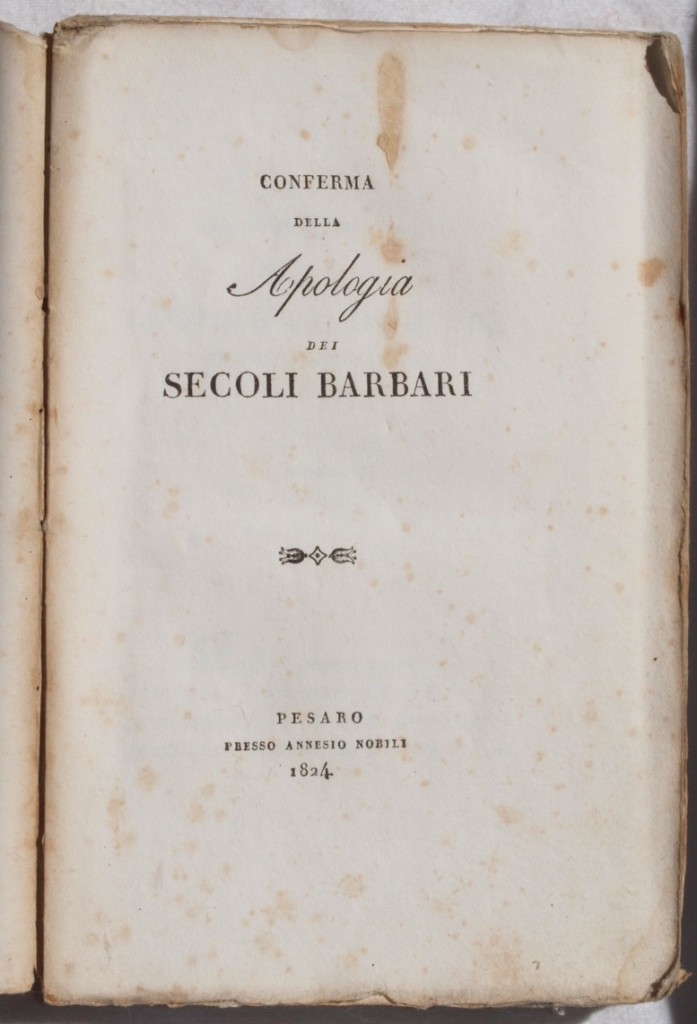 CONFERMA
DELLA
Apologia
DEI
SECOLI BARBARI
PESARO
PRESSO ANNESIO NOBILI
1824.